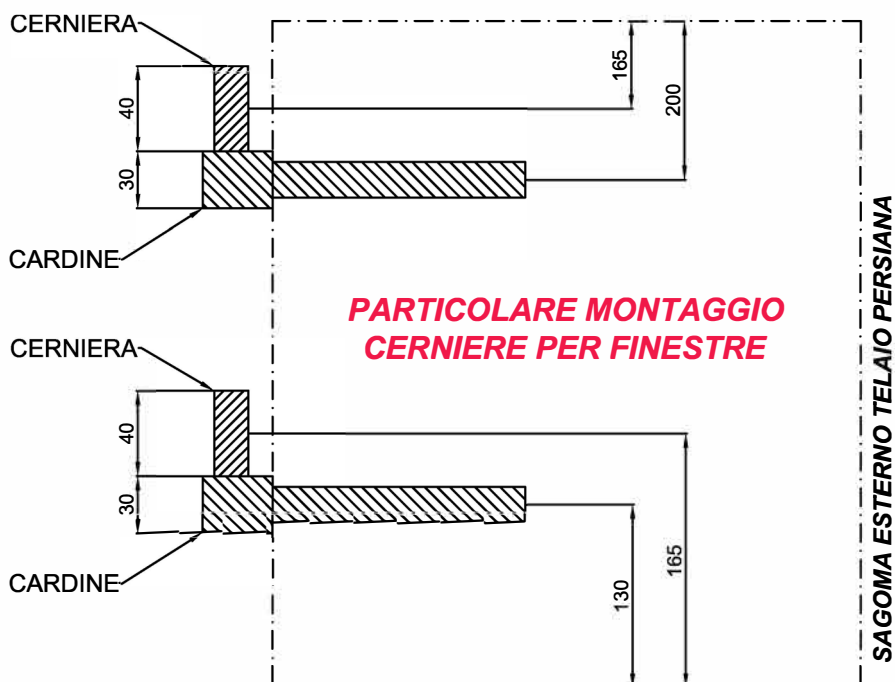 CERNIERA
40
30
CARDINE
165
200
PARTICOLARE MONTAGGIO
CERNIERE PER FINESTRE
CERNIERA
40
30
CARDINE
130
165
SAGOMA ESTERNO TELAIO PERSIANA